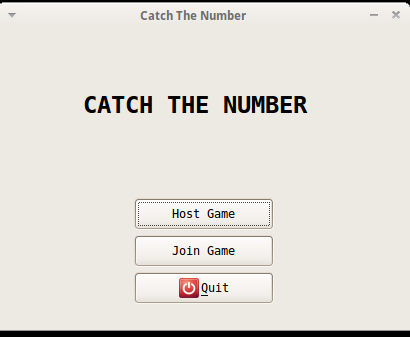 Catch The Number
CATCH THE NUMBER
Host Game
Join Game
Quit